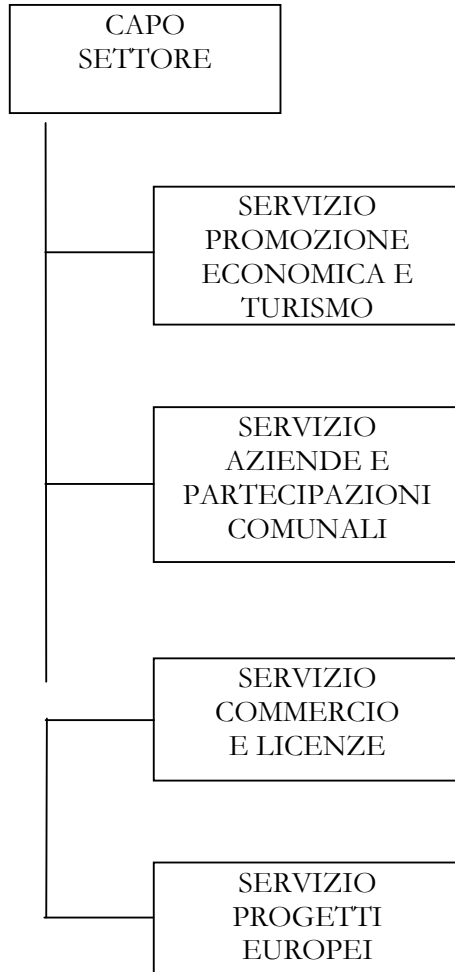 CAPO
SETTORE
SERVIZIO
PROMOZIONE
ECONOMICA E
TURISMO
SERVIZIO
AZIENDE E
PARTECIPAZIONI
COMUNALI
SERVIZIO
COMMERCIO
E LICENZE
SERVIZIO
PROGETTI
EUROPEI